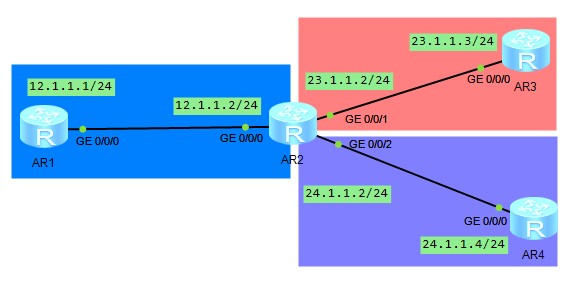 23.1.1.3/24
R
GE 0/0/0
AR3
23.1.1.2/24
12.1.1.1/24
12.1.1.2/24
R
GE 0/0/0
AR1
GE 0/0/0
R
AR2
GE 0/0/1
GE 0/0/2
24.1.1.2/24
GE 0/0/0
R
24.1.1.4/24
AR4